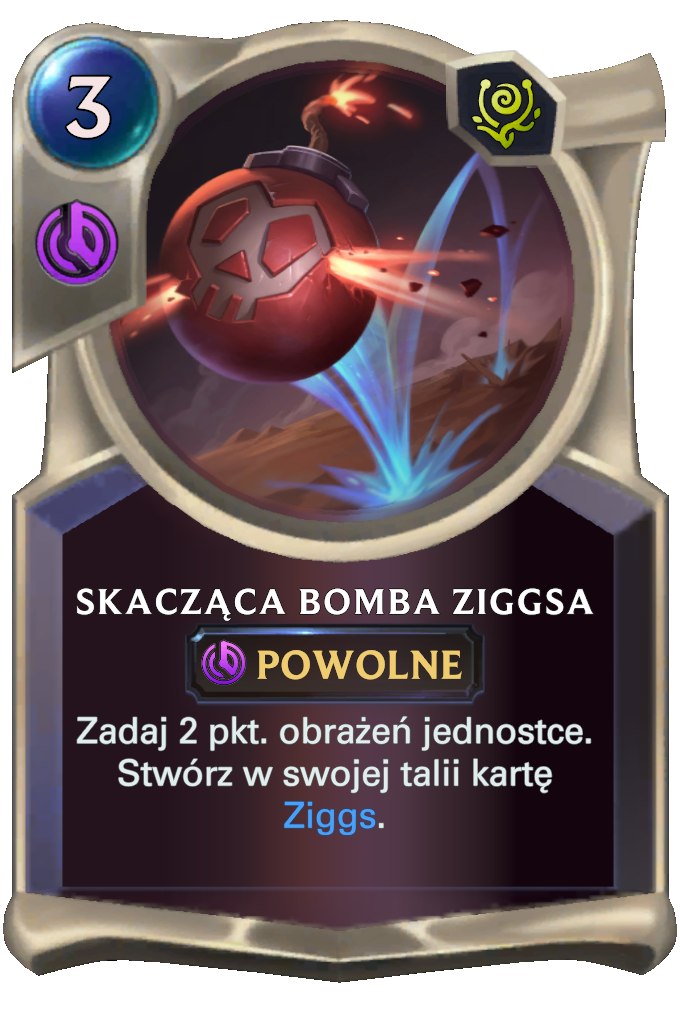 3
SKACZĄCA BOMBA ZIGGSA
POWOLNE
Zadaj 2 pkt. obrażeń jednostce.
Stwórz w swojej talii kartę
Ziggs.